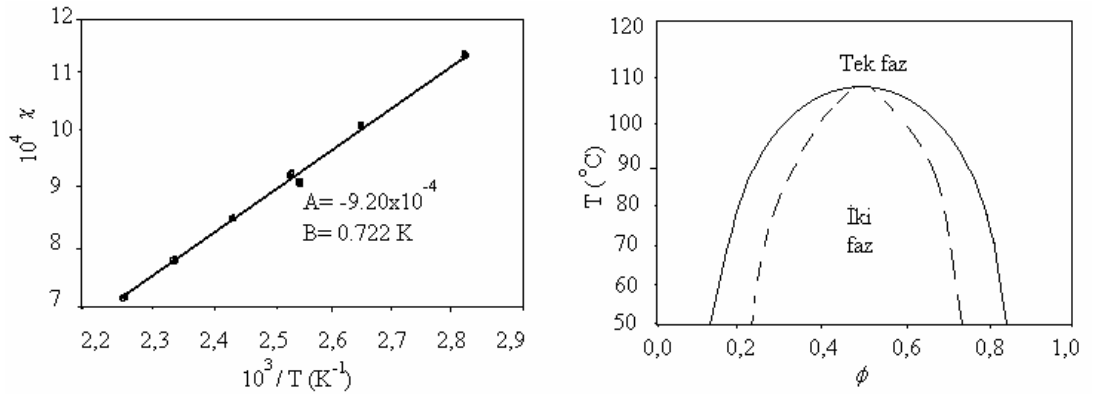 12
11
10
9
8
7
10⁴ χ
A= -9.20x10⁻⁴
B= 0.722 K
2,2 2,3 2,4 2,5 2,6 2,7 2,8 2,9
10³/T (K⁻¹)
120
110
100
90
80
70
60
50
T (°C)
Tek faz
İki
faz
0,0 0,2 0,4 0,6 0,8 1,0
ϕ